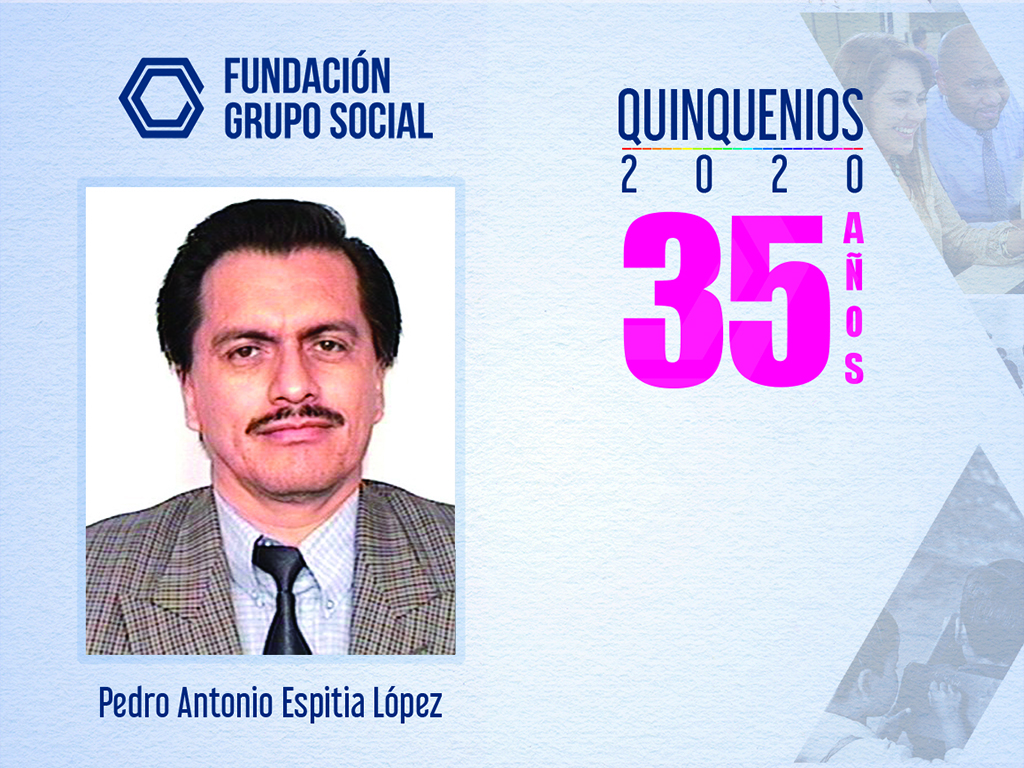 FUNDACIÓN
GRUPO SOCIAL
QUINQUENIOS
2020
35
AÑOS
Pedro Antonio Espitia López